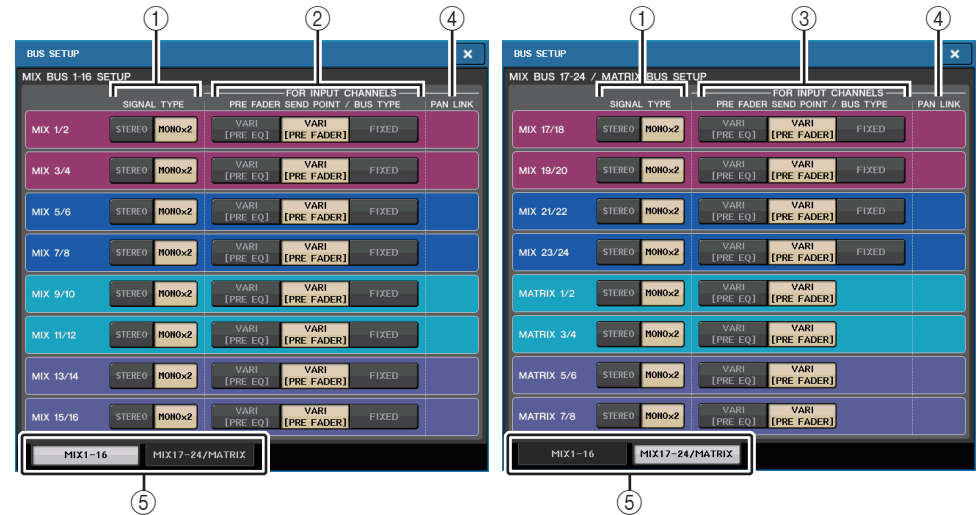 ① ② ④
BUS SETUP ×
MIX BUS 1-16 SETUP
FOR INPUT CHANNELS
SIGNAL TYPE PRE FADER SEND POINT / BUS TYPE PAN LINK
MIX 1/2 STEREO MONO×2 VARI [PRE EQ] VARI [PRE FADER] FIXED
MIX 3/4 STEREO MONO×2 VARI [PRE EQ] VARI [PRE FADER] FIXED
MIX 5/6 STEREO MONO×2 VARI [PRE EQ] VARI [PRE FADER] FIXED
MIX 7/8 STEREO MONO×2 VARI [PRE EQ] VARI [PRE FADER] FIXED
MIX 9/10 STEREO MONO×2 VARI [PRE EQ] VARI [PRE FADER] FIXED
MIX 11/12 STEREO MONO×2 VARI [PRE EQ] VARI [PRE FADER] FIXED
MIX 13/14 STEREO MONO×2 VARI [PRE EQ] VARI [PRE FADER] FIXED
MIX 15/16 STEREO MONO×2 VARI [PRE EQ] VARI [PRE FADER] FIXED
MIX1-16 MIX17-24/MATRIX
⑤
① ③ ④
BUS SETUP ×
MIX BUS 17-24 / MATRIX BUS SETUP
FOR INPUT CHANNELS
SIGNAL TYPE PRE FADER SEND POINT / BUS TYPE PAN LINK
MIX 17/18 STEREO MONO×2 VARI [PRE EQ] VARI [PRE FADER] FIXED
MIX 19/20 STEREO MONO×2 VARI [PRE EQ] VARI [PRE FADER] FIXED
MIX 21/22 STEREO MONO×2 VARI [PRE EQ] VARI [PRE FADER] FIXED
MIX 23/24 STEREO MONO×2 VARI [PRE EQ] VARI [PRE FADER] FIXED
MATRIX 1/2 STEREO MONO×2 VARI [PRE EQ] VARI [PRE FADER]
MATRIX 3/4 STEREO MONO×2 VARI [PRE EQ] VARI [PRE FADER]
MATRIX 5/6 STEREO MONO×2 VARI [PRE EQ] VARI [PRE FADER]
MATRIX 7/8 STEREO MONO×2 VARI [PRE EQ] VARI [PRE FADER]
MIX1-16 MIX17-24/MATRIX
⑤